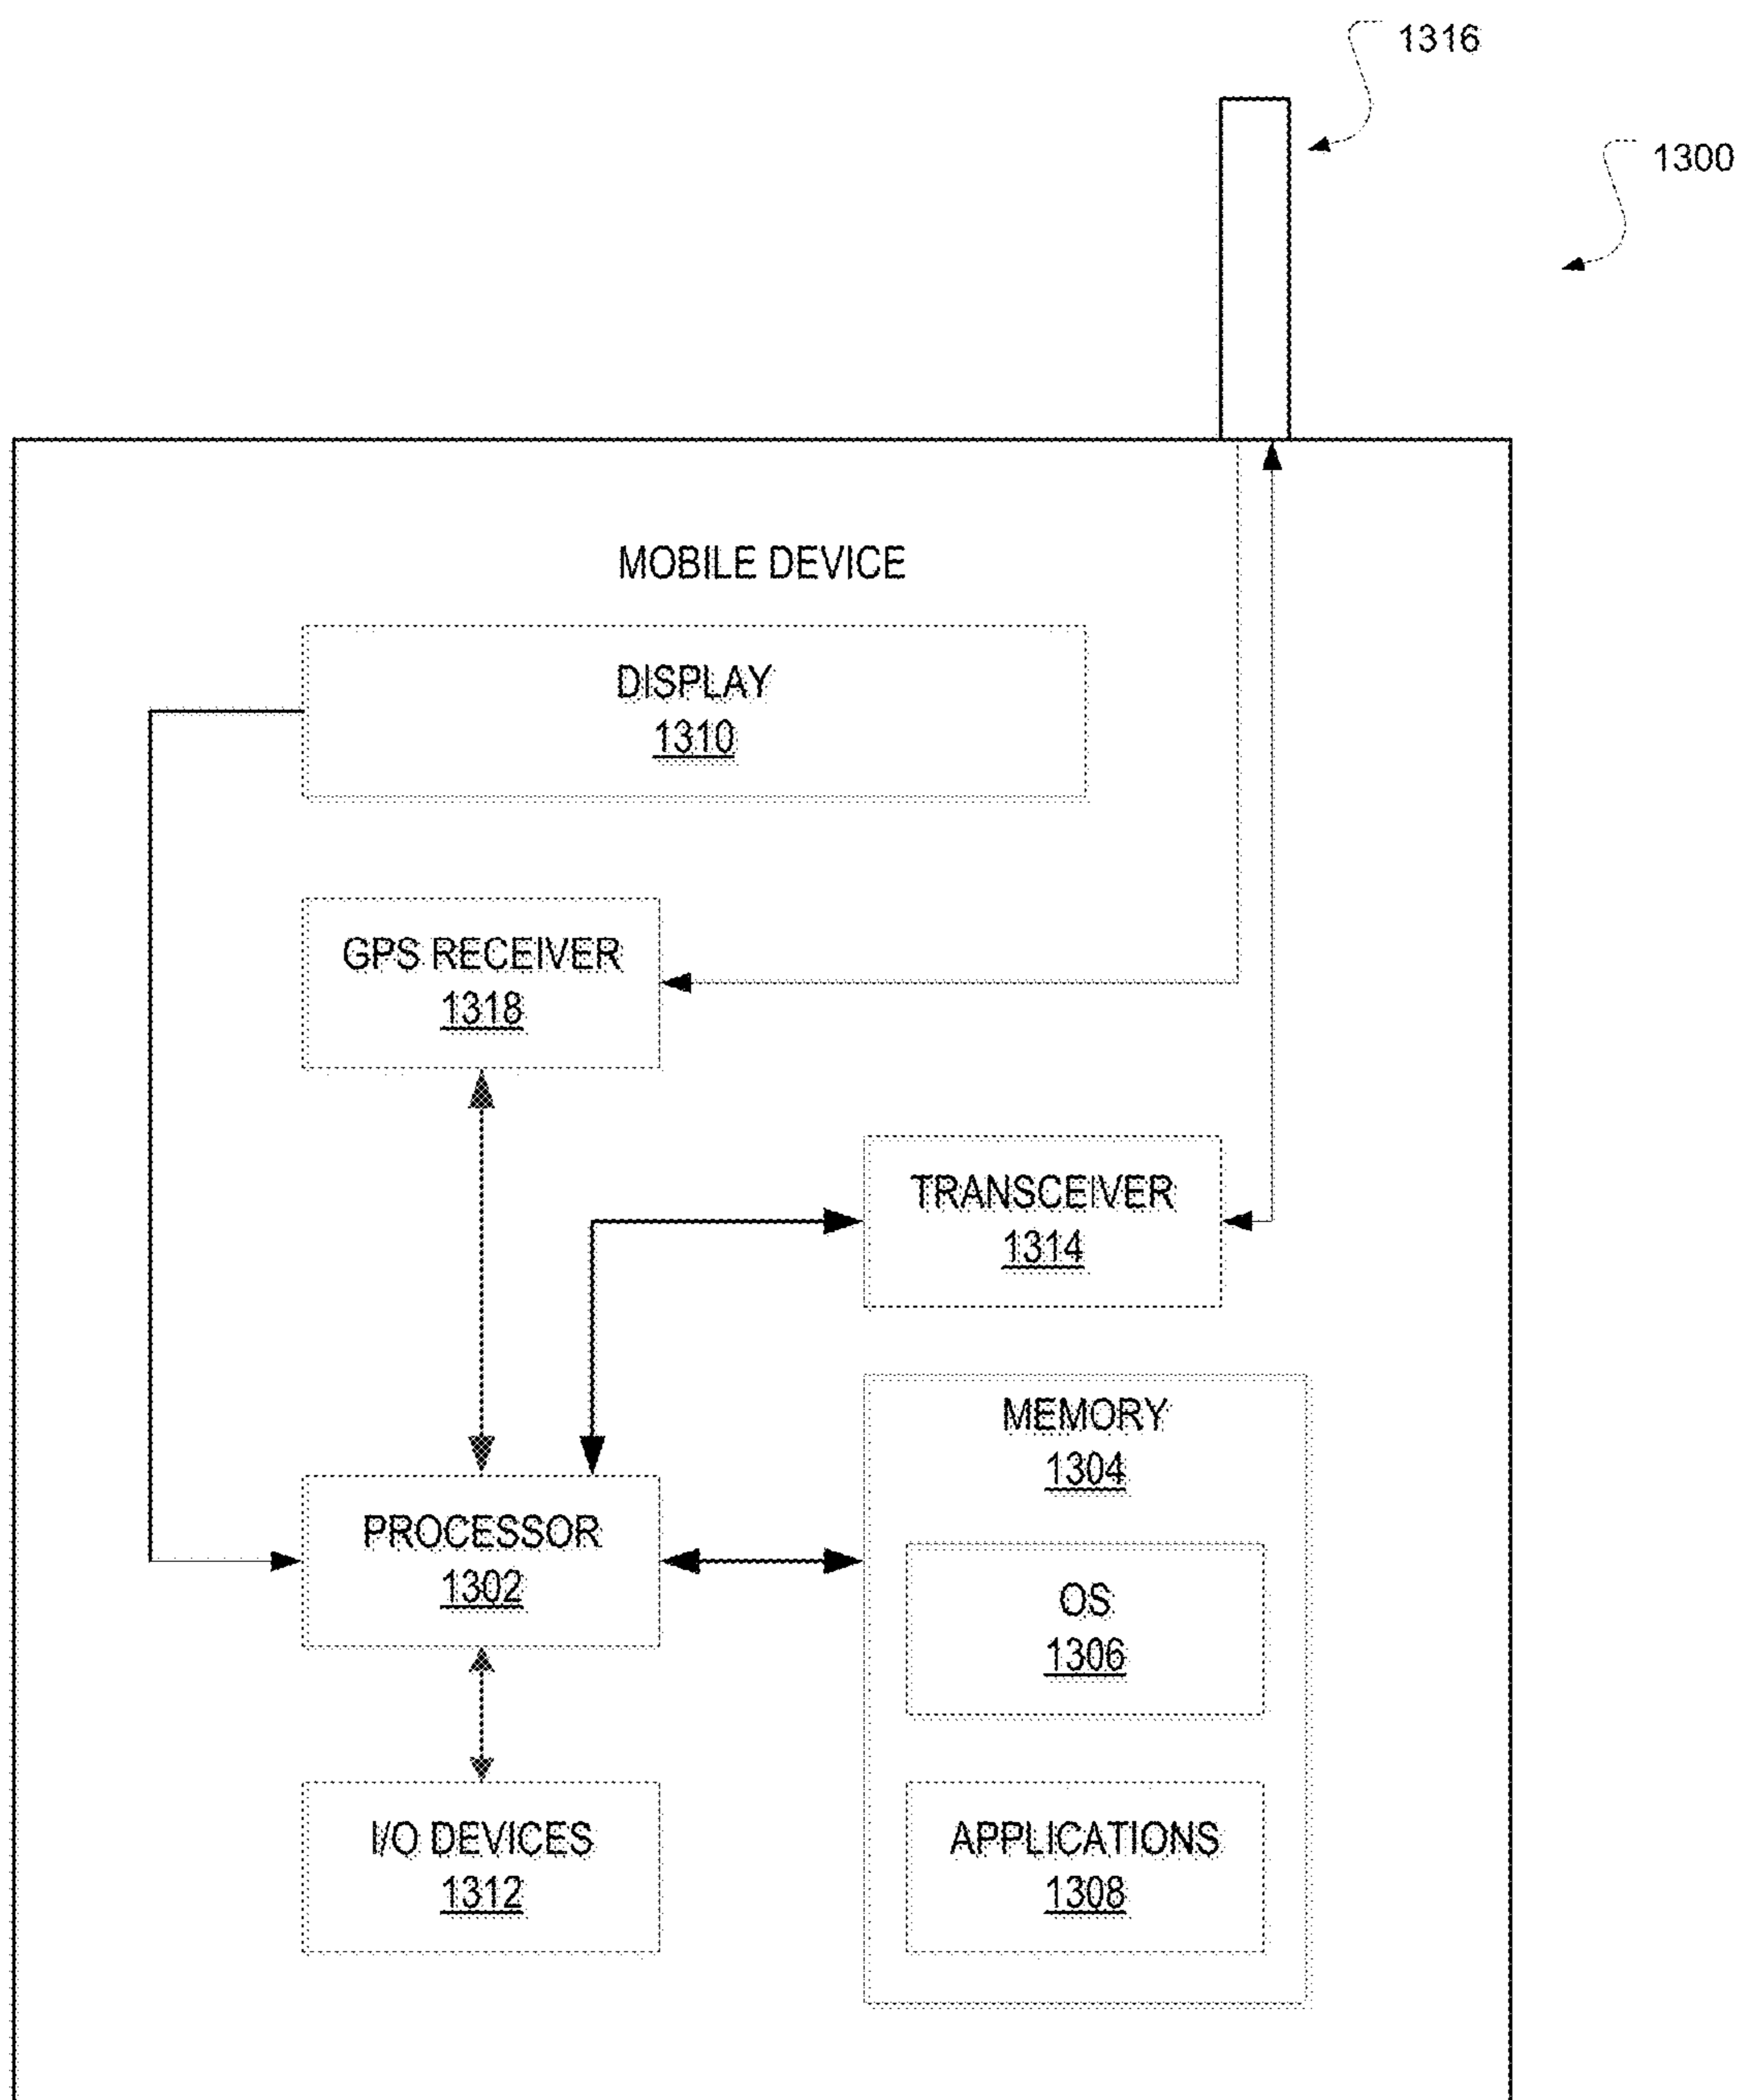 1316
1300
MOBILE DEVICE
DISPLAY
1310
GPS RECEIVER
1318
TRANSCEIVER
1314
MEMORY
1304
PROCESSOR
1302
OS
1306
I/O DEVICES
1312
APPLICATIONS
1308